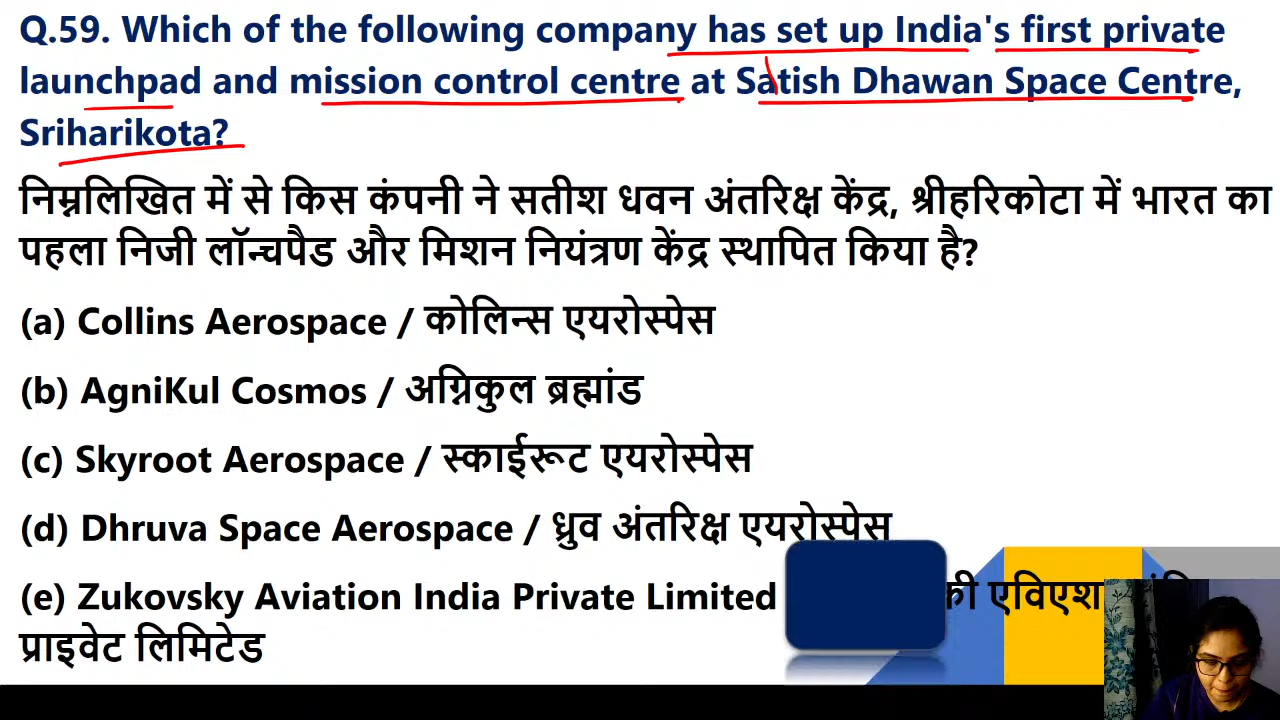 Q.59. Which of the following company has set up India's first private
launchpad and mission control centre at Satish Dhawan Space Centre,
Sriharikota?
निम्नलिखित में से किस कंपनी ने सतीश धवन अंतरिक्ष केंद्र, श्रीहरिकोटा में भारत का
पहला निजी लॉन्चपैड और मिशन नियंत्रण केंद्र स्थापित किया है?
(a) Collins Aerospace / कोलिन्स एयरोस्पेस
(b) AgniKul Cosmos / अग्निकुल ब्रह्मांड
(c) Skyroot Aerospace / स्काईरूट एयरोस्पेस
(d) Dhruva Space Aerospace / ध्रुव अंतरिक्ष एयरोस्पेस
(e) Zukovsky Aviation India Private Limited
प्राइवेट लिमिटेड